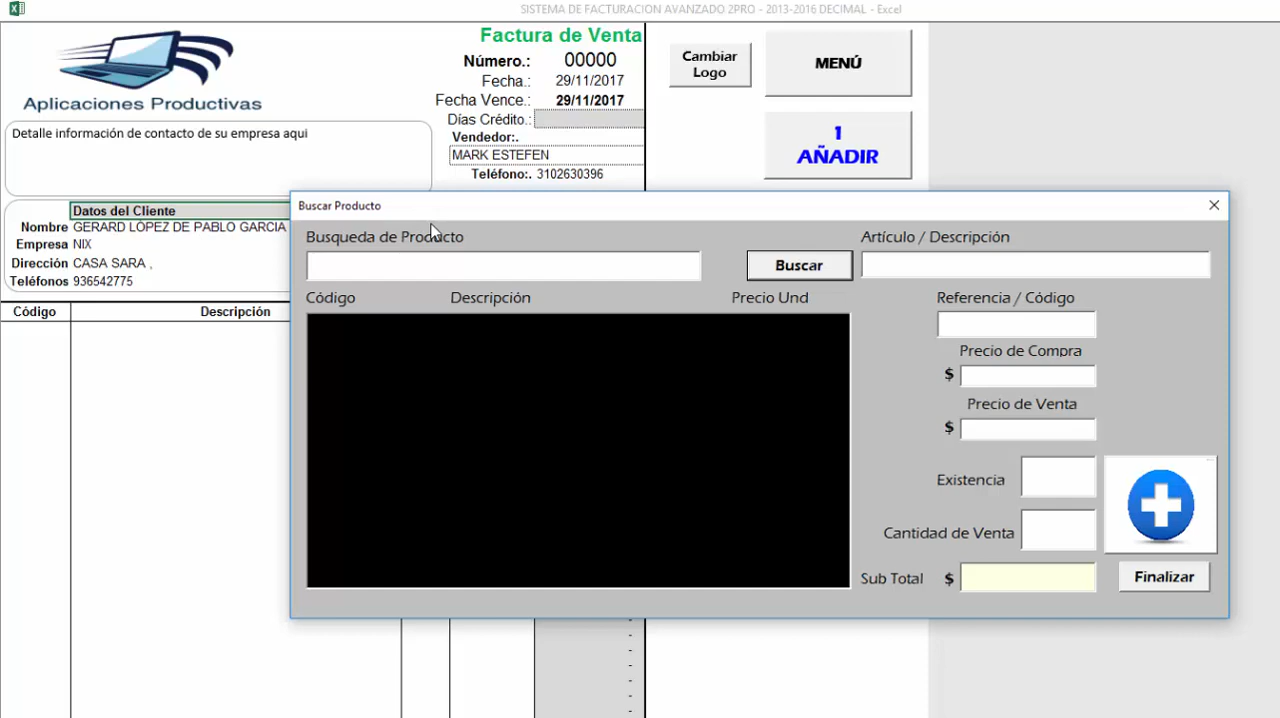 SISTEMA DE FACTURACION AVANZADO 2PRO - 2013-2016 DECIMAL - Excel
Aplicaciones Productivas
Detalle información de contacto de su empresa aqui
Factura de Venta
Número.: 00000
Fecha.: 29/11/2017
Fecha Vence.: 29/11/2017
Días Crédito.:
Vendedor:.
MARK ESTEFEN
Teléfono:. 3102630396
Cambiar
Logo
MENÚ
1
AÑADIR
Datos del Cliente
Nombre GERARD LÓPEZ DE PABLO GARCIA
Empresa NIX
Dirección CASA SARA ,
Teléfonos 936542775
Código Descripción
Buscar Producto
Busqueda de Producto
Buscar
Artículo / Descripción
Código Descripción Precio Und
Referencia / Código
Precio de Compra
$
Precio de Venta
$
Existencia
Cantidad de Venta
Sub Total $
Finalizar
-
-
-
-
-
-